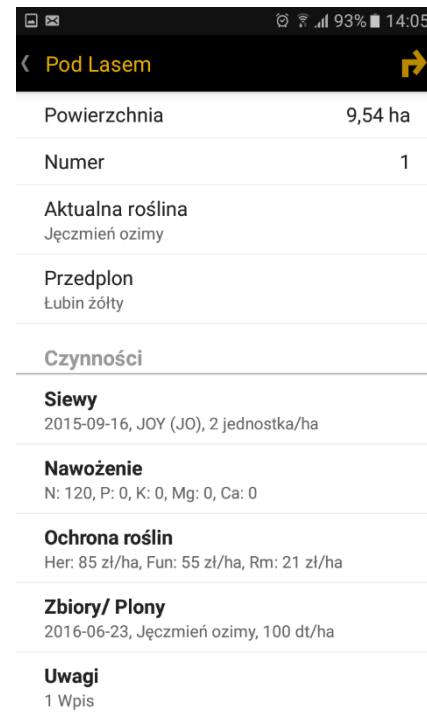 93% 14:05
Pod Lasem
Powierzchnia 9,54 ha
Numer 1
Aktualna roślina
Jęczmień ozimy
Przedplon
Łubin żółty
Czynności
Siewy
2015-09-16, JOY (JO), 2 jednostka/ha
Nawożenie
N: 120, P: 0, K: 0, Mg: 0, Ca: 0
Ochrona roślin
Her: 85 zł/ha, Fun: 55 zł/ha, Rm: 21 zł/ha
Zbiory/ Plony
2016-06-23, Jęczmień ozimy, 100 dt/ha
Uwagi
1 Wpis